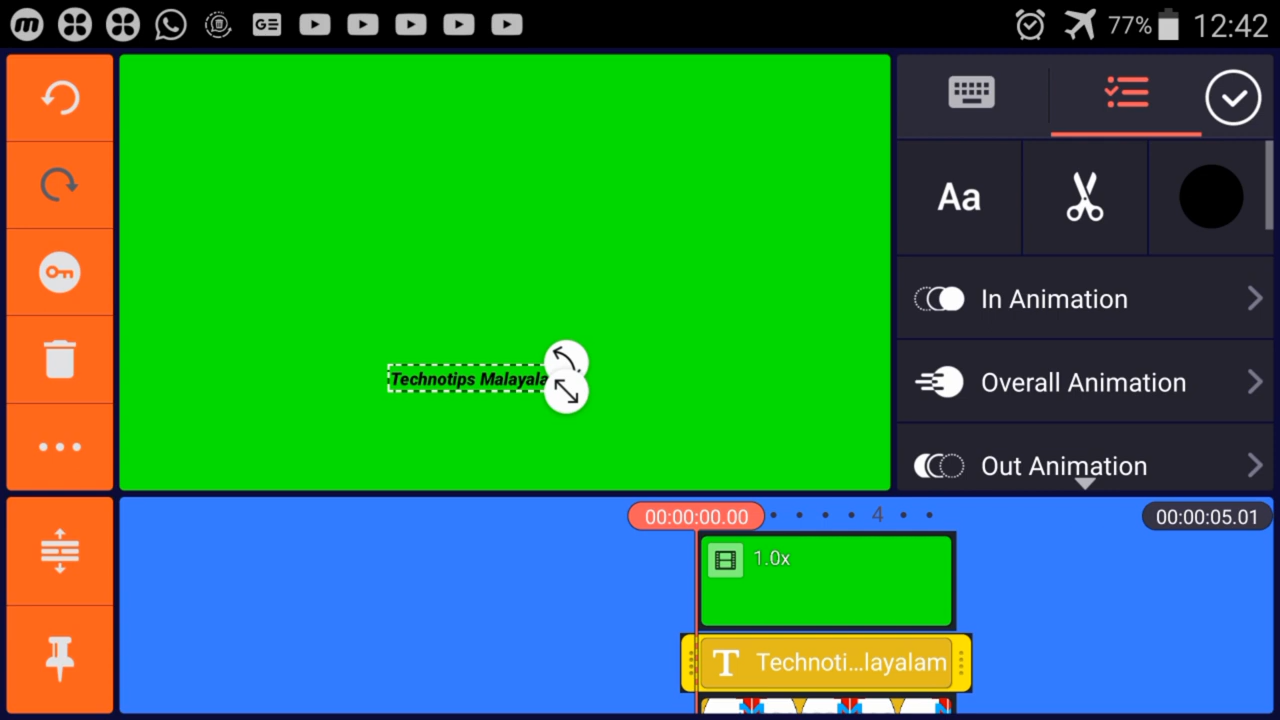 77% 12:42
Aa
In Animation
Overall Animation
Out Animation
Technotips Malayala
00:00:00.00 4 00:00:05.01
1.0x
T Technoti...layalam